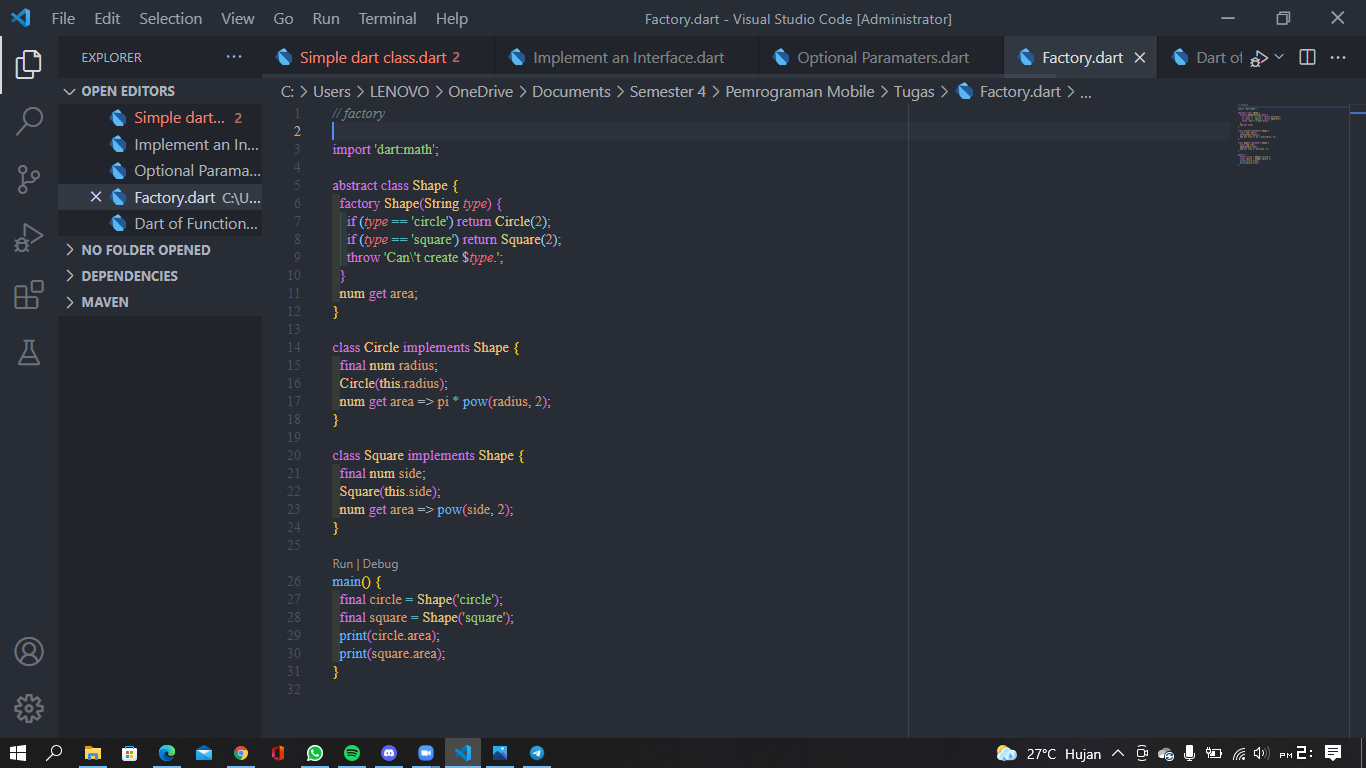 File Edit Selection View Go Run Terminal Help
Factory.dart - Visual Studio Code [Administrator]
EXPLORER
Simple dart class.dart 2
Implement an Interface.dart
Optional Paramaters.dart
Factory.dart
Dart of
OPEN EDITORS
Simple dart... 2
Implement an In...
Optional Parama...
Factory.dart C:\U...
Dart of Function...
NO FOLDER OPENED
DEPENDENCIES
MAVEN
C: > Users > LENOVO > OneDrive > Documents > Semester 4 > Pemrograman Mobile > Tugas > Factory.dart > ...
1 // factory
2
3 import 'dart:math';
4
5 abstract class Shape {
6 factory Shape(String type) {
7 if (type == 'circle') return Circle(2);
8 if (type == 'square') return Square(2);
9 throw 'Can\'t create $type.';
10 }
11 num get area;
12 }
13
14 class Circle implements Shape {
15 final num radius;
16 Circle(this.radius);
17 num get area => pi * pow(radius, 2);
18 }
19
20 class Square implements Shape {
21 final num side;
22 Square(this.side);
23 num get area => pow(side, 2);
24 }
25
Run | Debug
26 main() {
27 final circle = Shape('circle');
28 final square = Shape('square');
29 print(circle.area);
30 print(square.area);
31 }
32
27°C Hujan
PM 2: